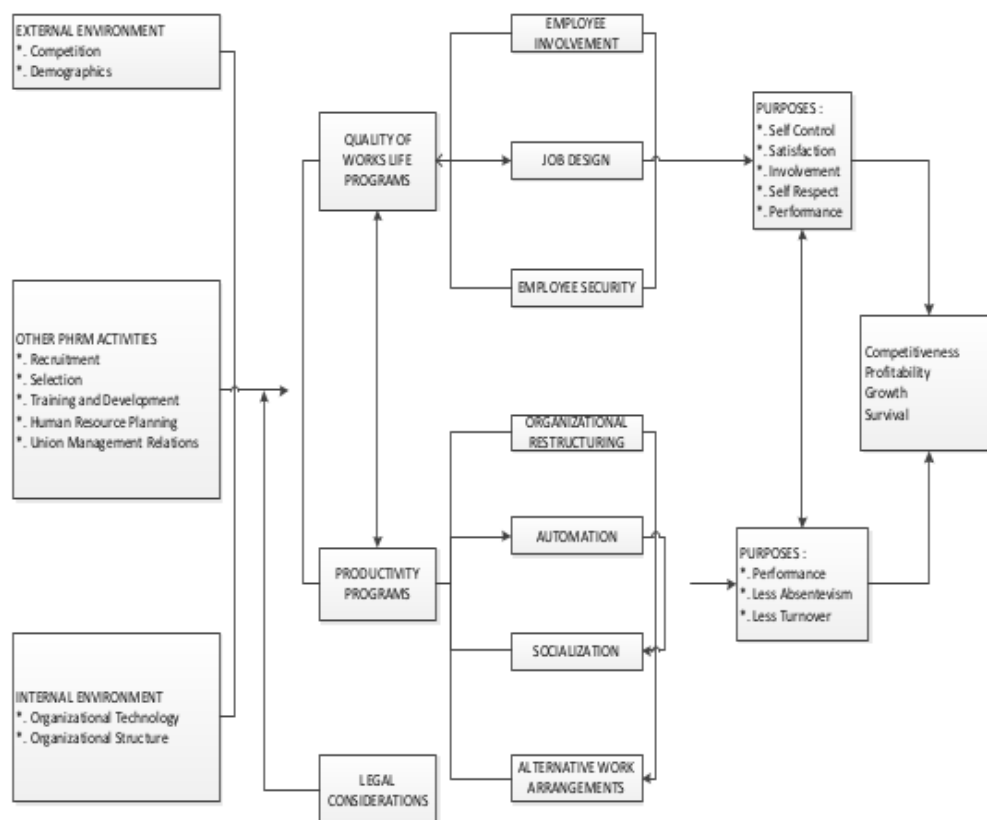 EXTERNAL ENVIRONMENT
*. Competition
*. Demographics
OTHER PHRM ACTIVITIES
*. Recruitment
*. Selection
*. Training and Development
*. Human Resource Planning
*. Union Management Relations
INTERNAL ENVIRONMENT
*. Organizational Technology
*. Organizational Structure
QUALITY OF
WORKS LIFE
PROGRAMS
PRODUCTIVITY
PROGRAMS
LEGAL
CONSIDERATIONS
EMPLOYEE
INVOLVEMENT
JOB DESIGN
EMPLOYEE SECURITY
ORGANIZATIONAL
RESTRUCTURING
AUTOMATION
SOCIALIZATION
ALTERNATIVE WORK
ARRANGEMENTS
PURPOSES :
*. Self Control
*. Satisfaction
*. Involvement
*. Self Respect
*. Performance
PURPOSES :
*. Performance
*. Less Absentevism
*. Less Turnover
Competitiveness
Profitability
Growth
Survival